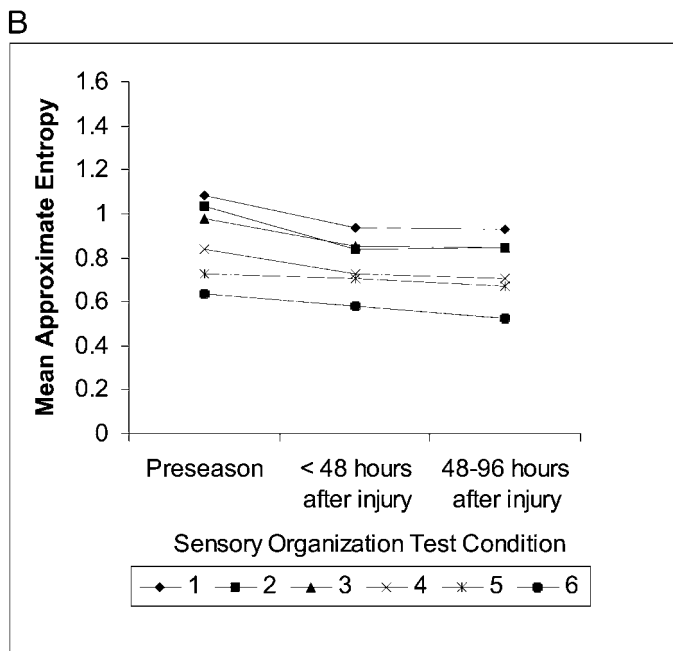 B
Mean Approximate Entropy
1.6
1.4
1.2
1
0.8
0.6
0.4
0.2
0
Preseason
< 48 hours
after injury
48-96 hours
after injury
Sensory Organization Test Condition
1 2 3 4 5 6